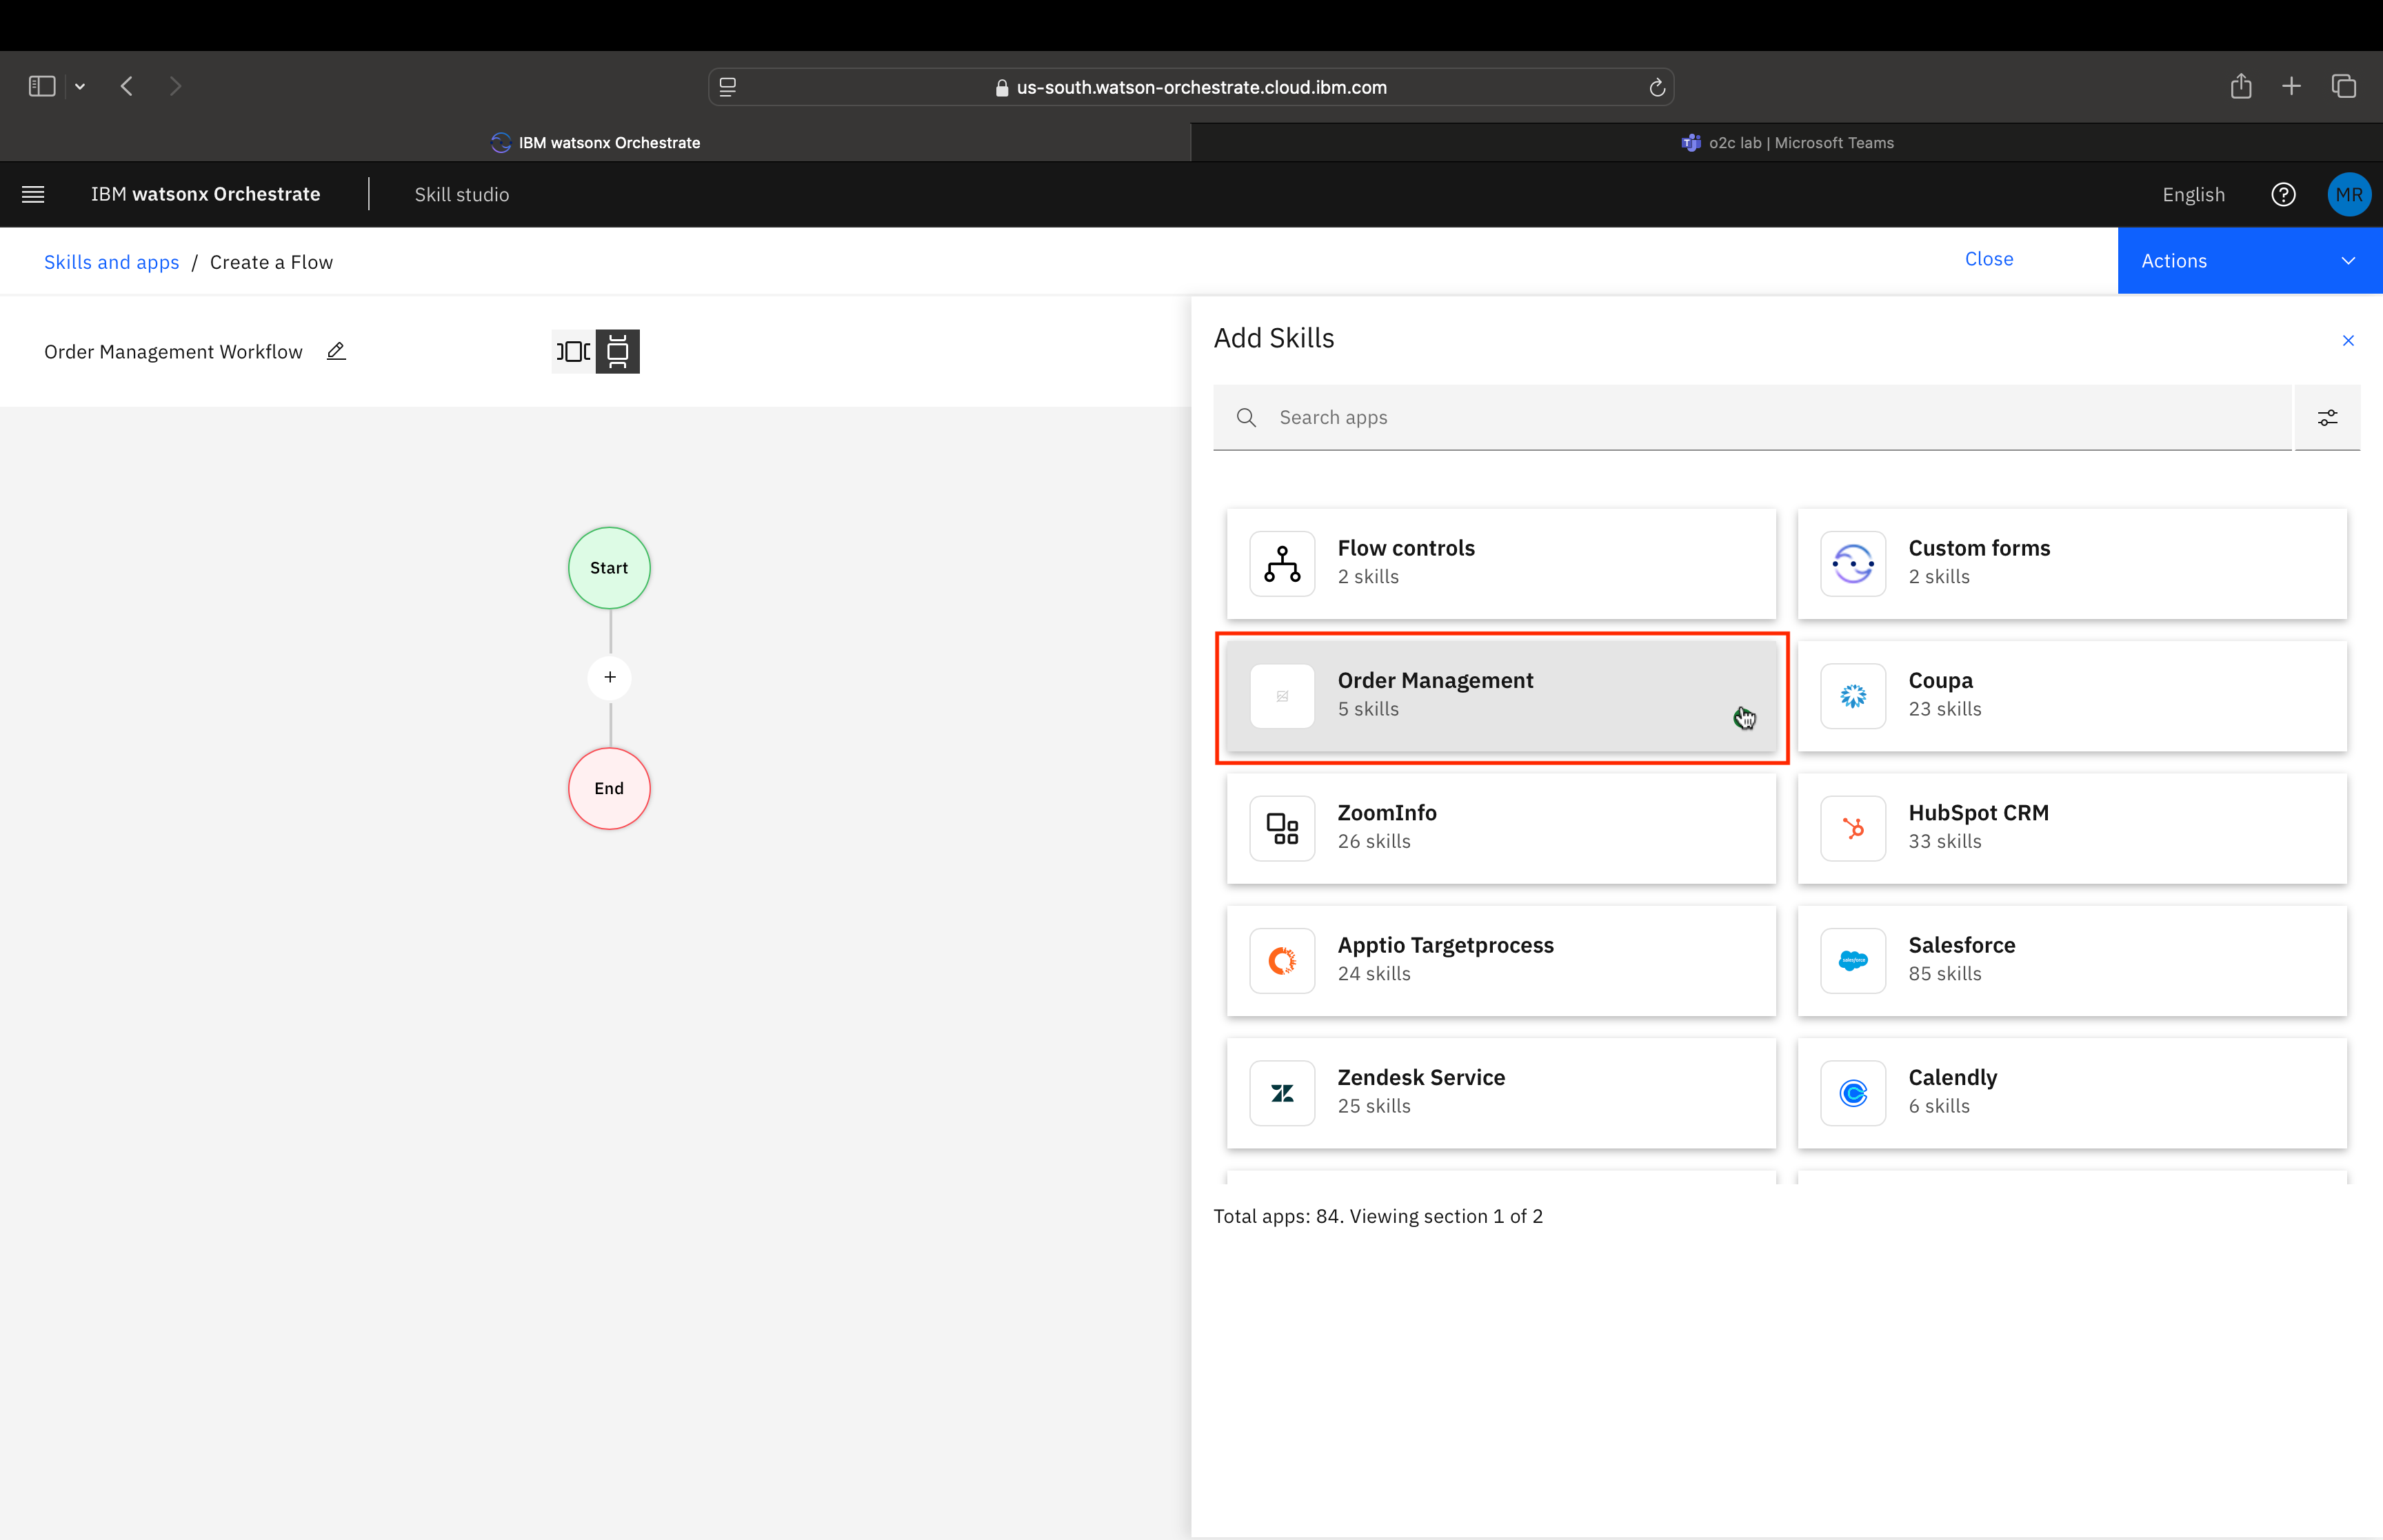 us-south.watson-orchestrate.cloud.ibm.com
IBM watsonx Orchestrate
o2c lab | Microsoft Teams
IBM watsonx Orchestrate
Skill studio
English
MR
Skills and apps / Create a Flow
Close
Actions
Order Management Workflow
Start
+
End
Add Skills
Search apps
Flow controls
2 skills
Custom forms
2 skills
Order Management
5 skills
Coupa
23 skills
ZoomInfo
26 skills
HubSpot CRM
33 skills
Apptio Targetprocess
24 skills
salesforce
Salesforce
85 skills
Zendesk Service
25 skills
Calendly
6 skills
Total apps: 84. Viewing section 1 of 2